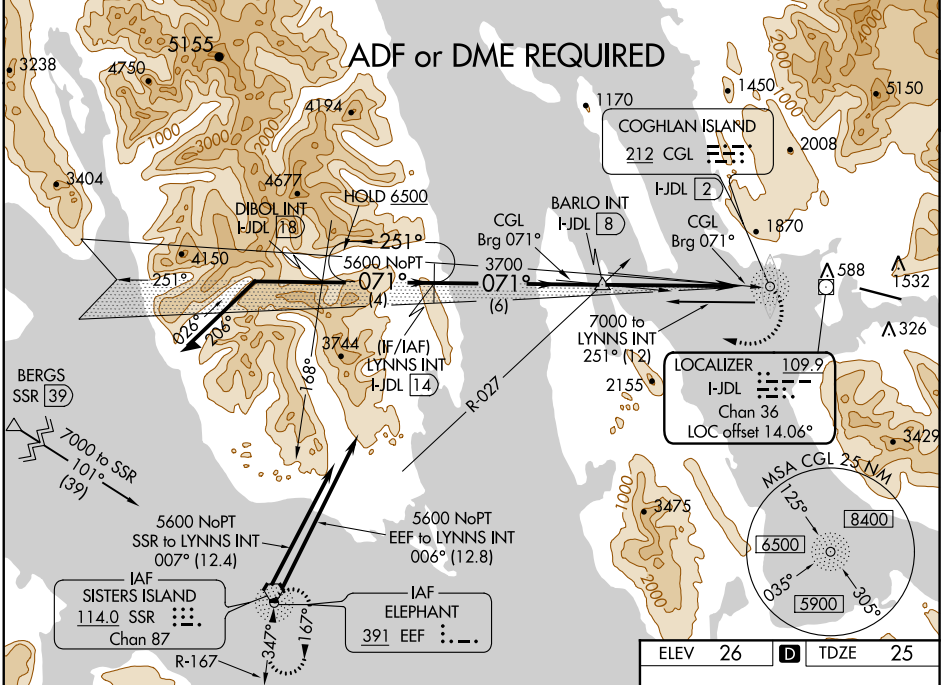 ADF or DME REQUIRED
3238
5155
4750
1000
3000
2000
4194
1170
1450
1000
2000
4000
5150
COGHLAN ISLAND
212 CGL
2008
3404
4677
HOLD 6500
DIBOL INT
I-JDL 18
I-JDL 2
BARLO INT
I-JDL 8
CGL
Brg 071°
CGL
Brg 071°
1870
251°
4150
5600 NoPT
071°
(4)
3700
071°
(6)
251°
588
1532
326
026°
206°
168°
3744
(IF/IAF)
LYNNS INT
I-JDL 14
7000 to
LYNNS INT
251° (12)
2155
R-027
LOCALIZER 109.9
I-JDL
Chan 36
LOC offset 14.06°
3429
BERGS
SSR 39
7000 to SSR
101°
(39)
5600 NoPT
SSR to LYNNS INT
007° (12.4)
5600 NoPT
EEF to LYNNS INT
006° (12.8)
1000
3475
2000
MSA CGL 25 NM
125°
8400
6500
035°
305°
5900
IAF
SISTERS ISLAND
114.0 SSR
Chan 87
IAF
ELEPHANT
391 EEF
347°
167°
R-167
ELEV 26 D TDZE 25